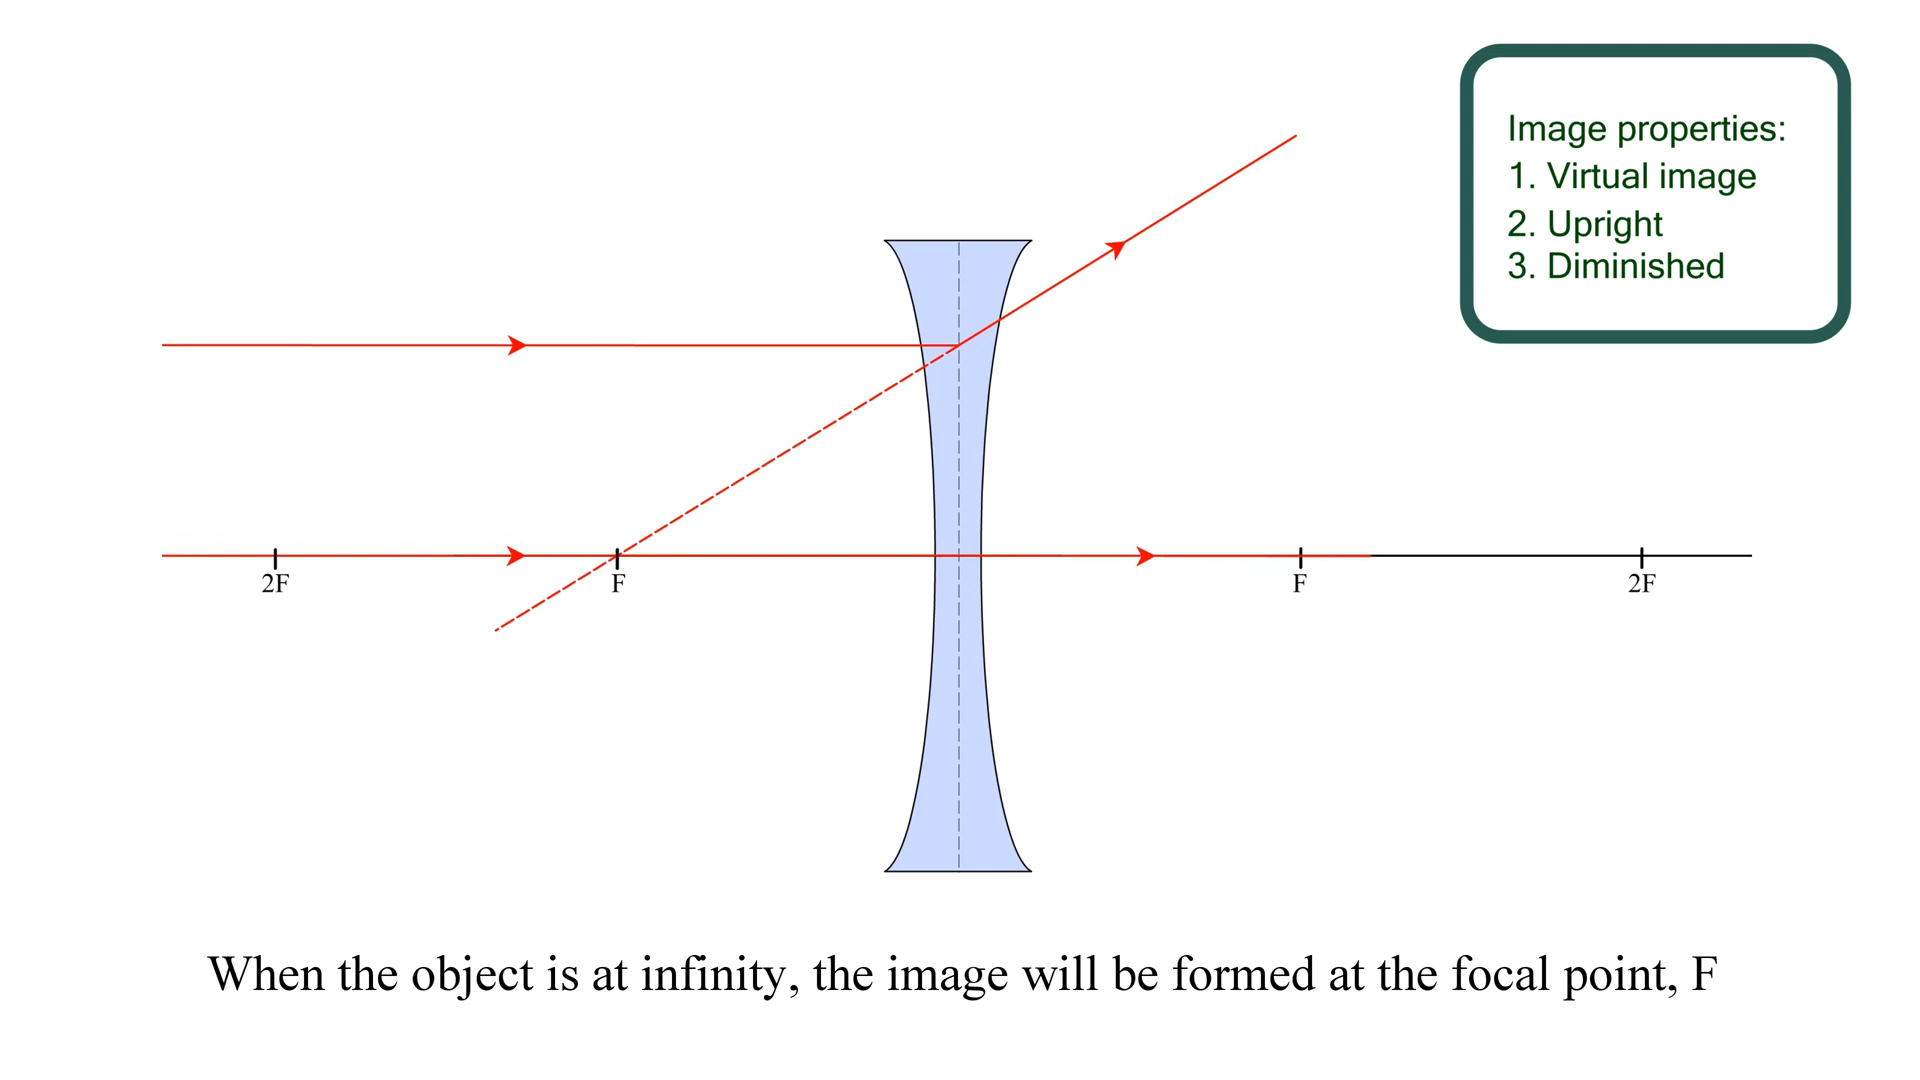 Image properties:
1. Virtual image
2. Upright
3. Diminished
2F
F
F
2F
When the object is at infinity, the image will be formed at the focal point, F